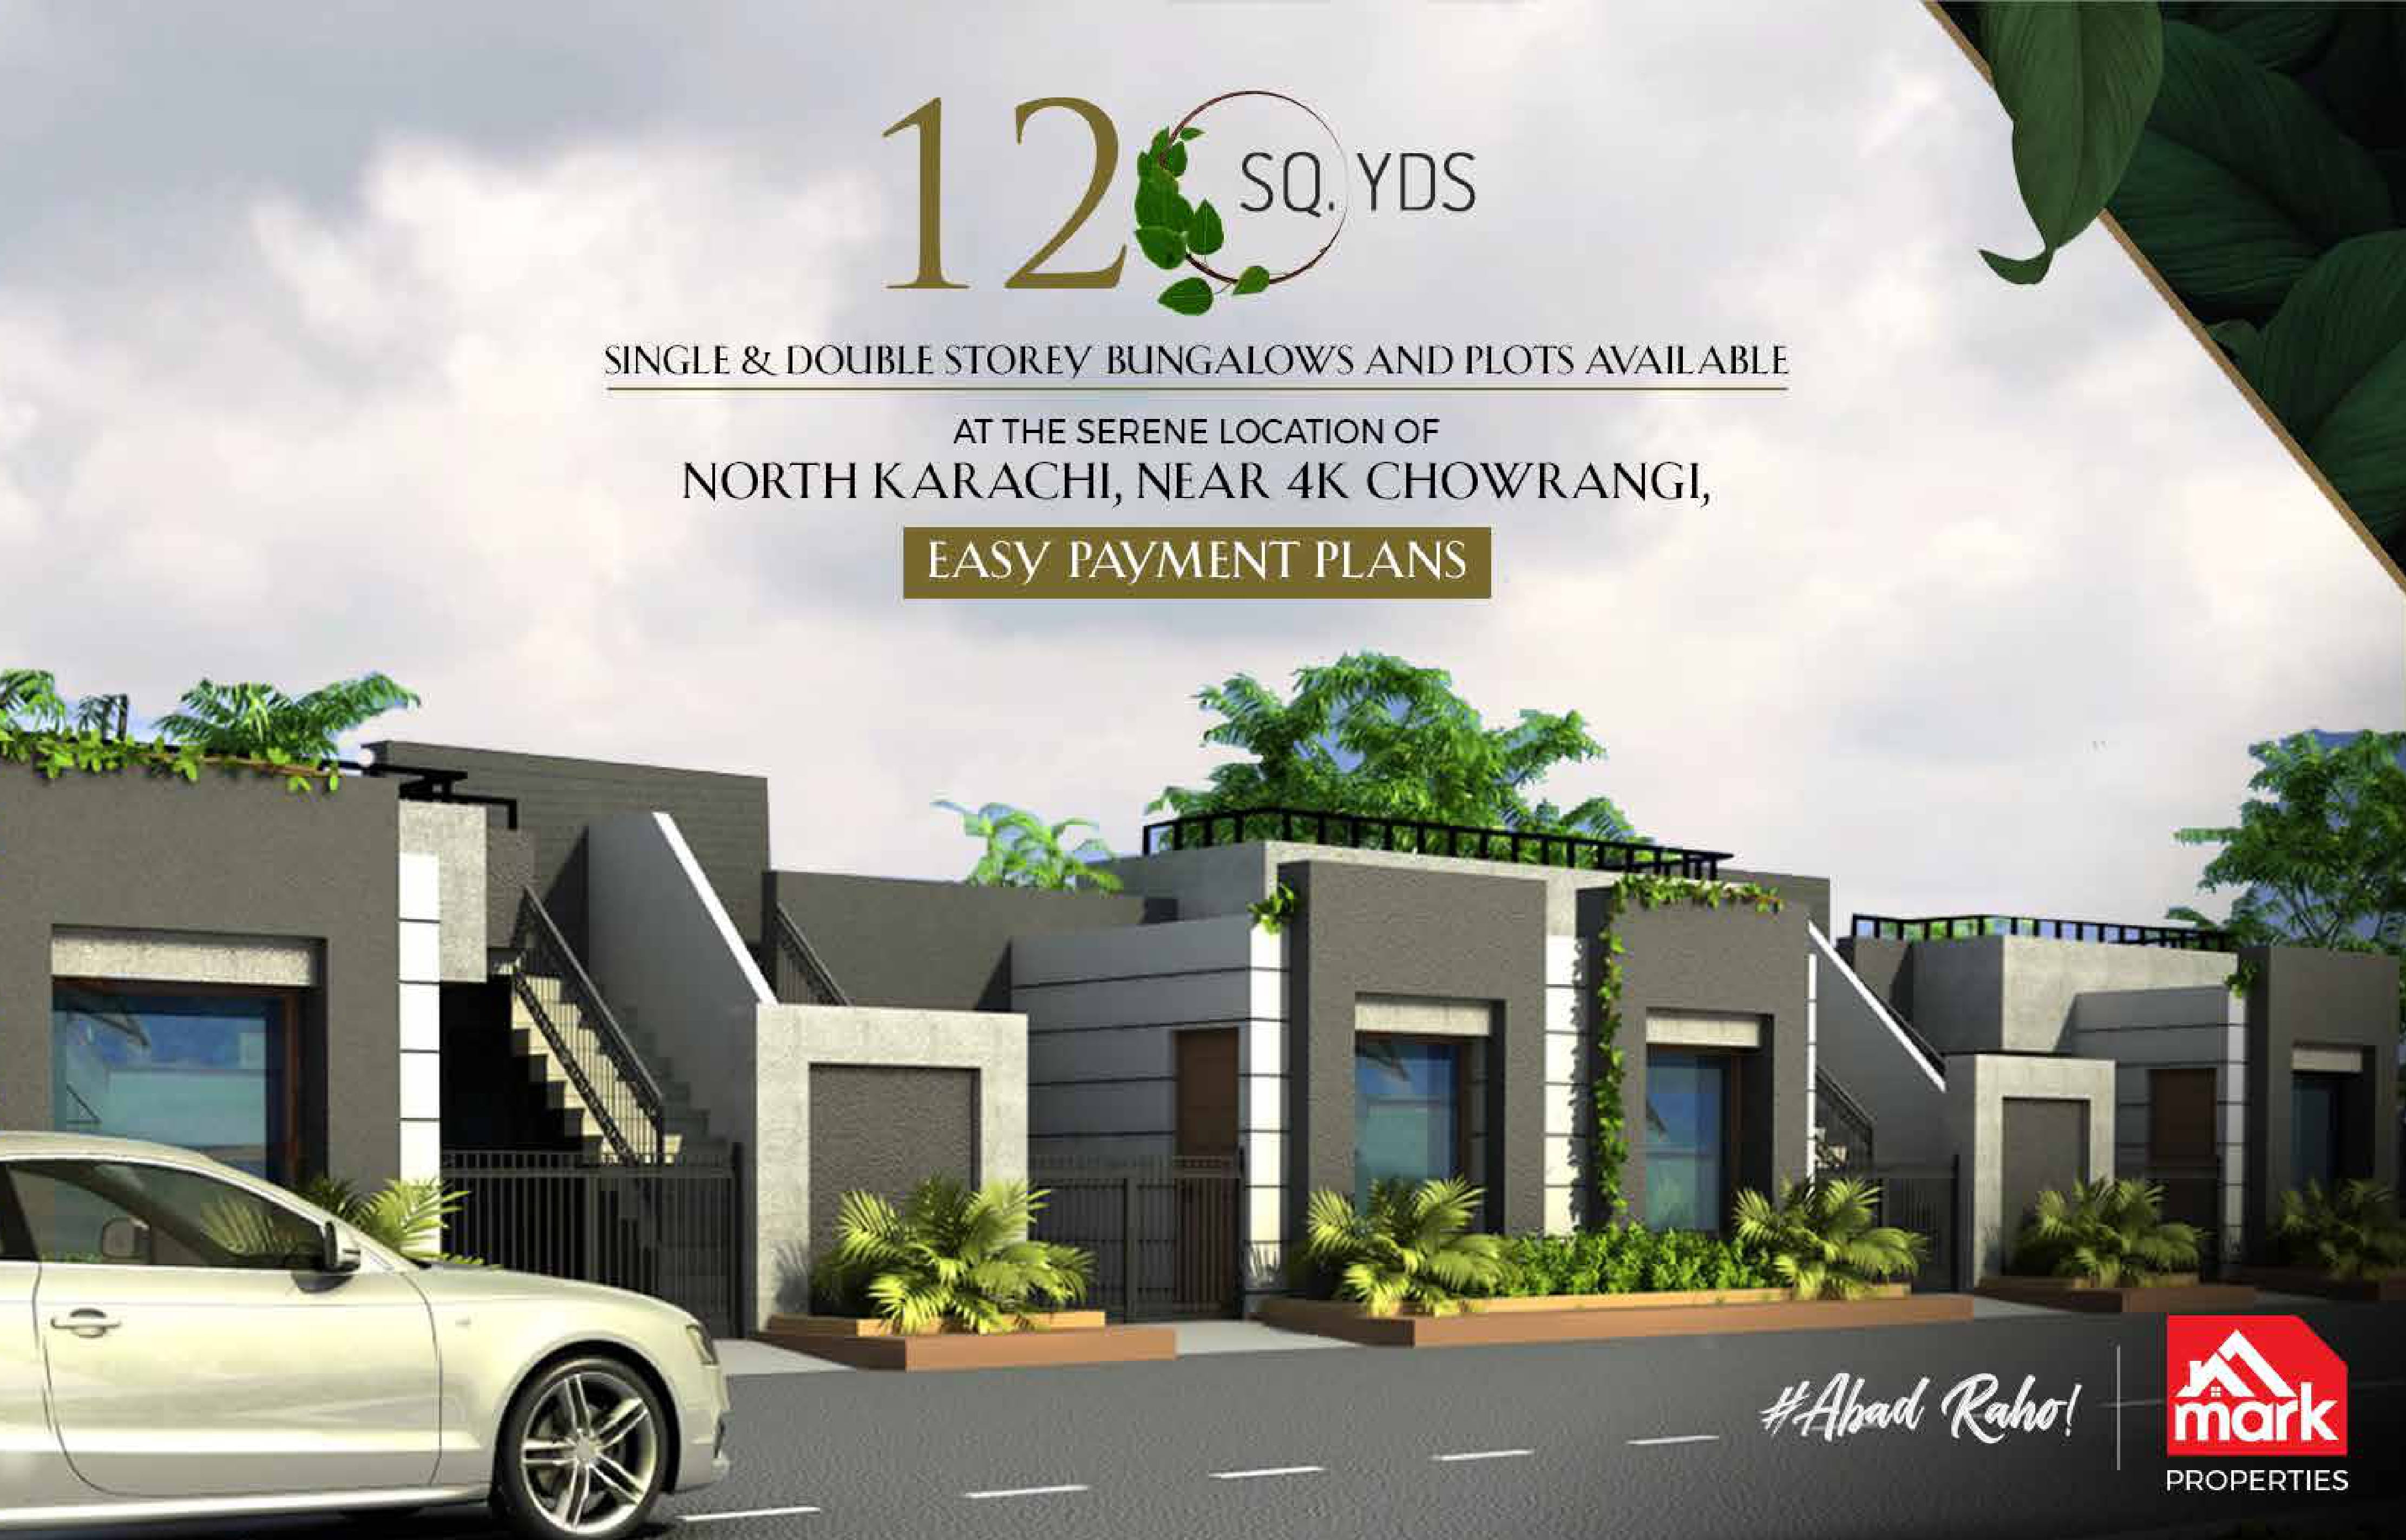 120 SQ. YDS
SINGLE & DOUBLE STOREY BUNGALOWS AND PLOTS AVAILABLE
AT THE SERENE LOCATION OF
NORTH KARACHI, NEAR 4K CHOWRANGI,
EASY PAYMENT PLANS
#Abad Raho!
mark
PROPERTIES